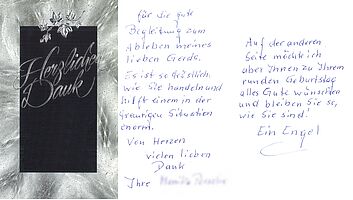 Herzlichen
Dank
für die gute
Begleitung zum
Ableben meines
lieben Gerds.
Es ist so tröstlich,
wie Sie handeln und
hilft einem in der
traurigen Situation
enorm.
Von Herzen
vielen lieben
Dank
Ihre
Auf der anderen
Seite möchte ich
aber Ihnen zu Ihrem
runden Geburtstag
alles Gute wünschen
und bleiben Sie so,
wie Sie sind!
Ein Engel